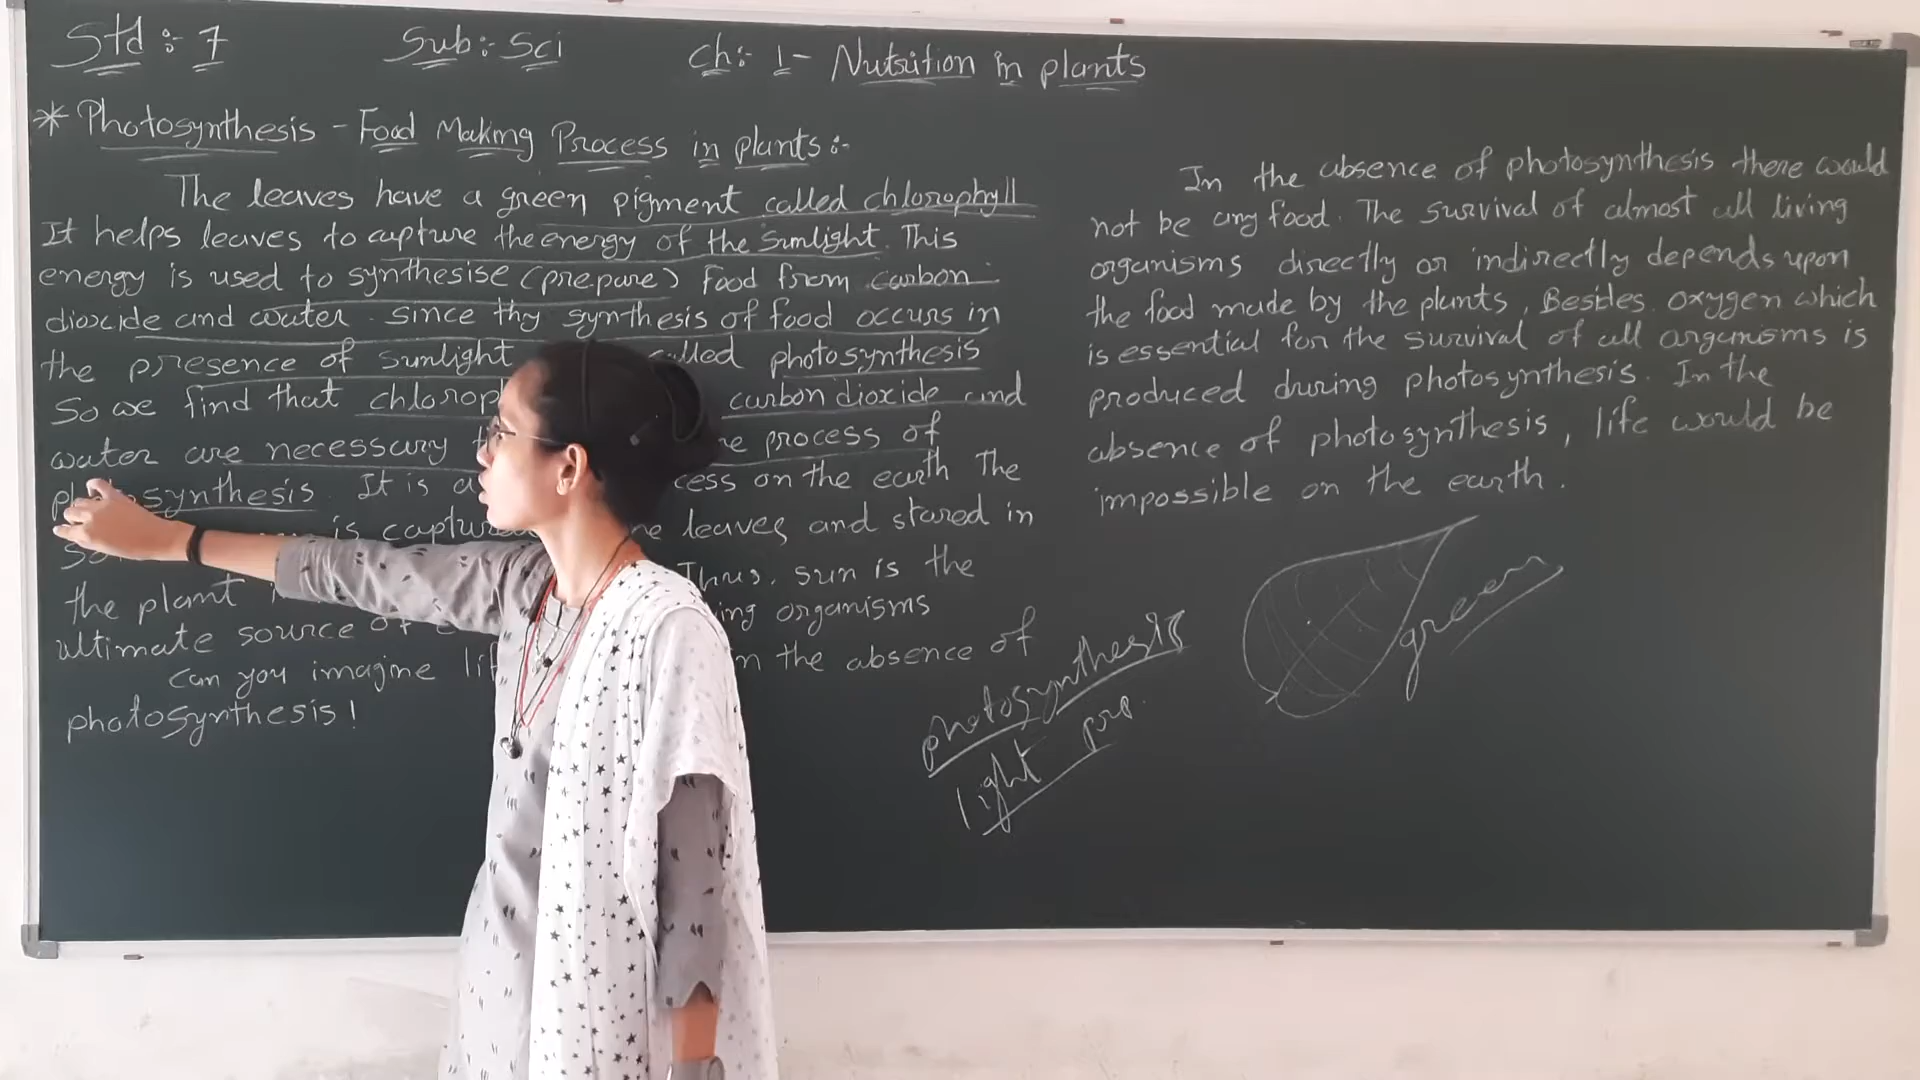 Std :- 7 Sub:- Sci Ch:- 1 - Nutrition in plants
* Photosynthesis - Food Making Process in plants :-
The leaves have a green pigment called chlorophyll
It helps leaves to capture the energy of the sunlight. This
energy is used to synthesise (prepare) food from carbon
dioxide and water. since thy synthesis of food occurs in
the presence of sunlight called photosynthesis
So we find that carbon dioxide and
water are necessary process of
photosynthesis. It is on the earth The
is leaves and stored in
the plant Thus, sun is the
ultimate source of organisms
Can you imagine in the absence of
photosynthesis!
In the absence of photosynthesis there would
not be any food. The survival of almost all living
organisms directly or indirectly depends upon
the food made by the plants, Besides oxygen which
is essential for the survival of all organisms is
produced during photosynthesis. In the
absence of photosynthesis, life would be
impossible on the earth.
photosynthesis
light pro.
green